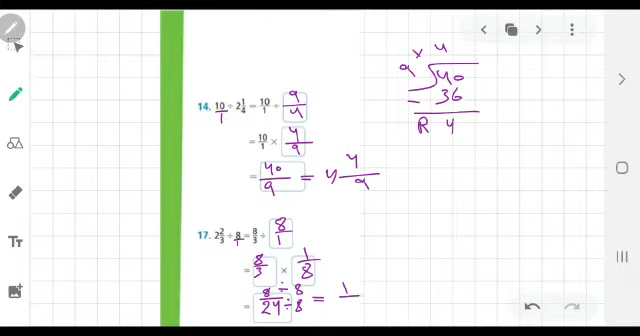 14. 10/1 ÷ 2 1/4 = 10/1 ÷ 9/4
= 10/1 × 4/9
= 40/9 = 4 4/9
17. 2 2/3 ÷ 8/1 = 8/3 ÷ 8/1
= 8/3 × 1/8
= 8/24 ÷ 8 ÷ 8 = 1/
× 4
9 40
- 36
R 4
TT